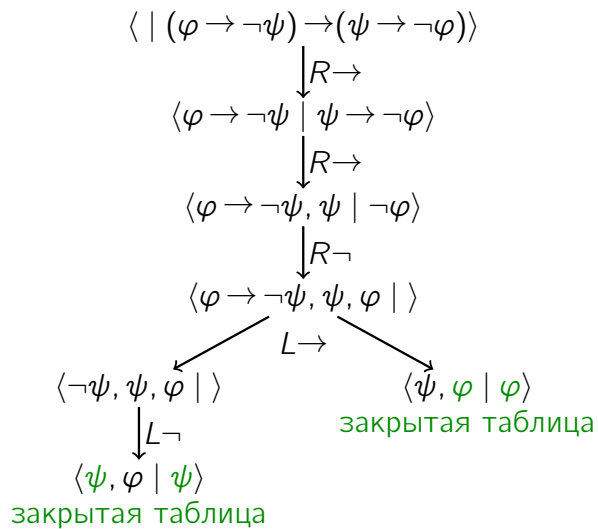 ⟨ | (φ → ¬ψ) → (ψ → ¬φ)⟩
R→
⟨φ → ¬ψ | ψ → ¬φ⟩
R→
⟨φ → ¬ψ, ψ | ¬φ⟩
R¬
⟨φ → ¬ψ, ψ, φ | ⟩
L→
⟨¬ψ, ψ, φ | ⟩
⟨ψ, φ | φ⟩
закрытая таблица
L¬
⟨ψ, φ | ψ⟩
закрытая таблица